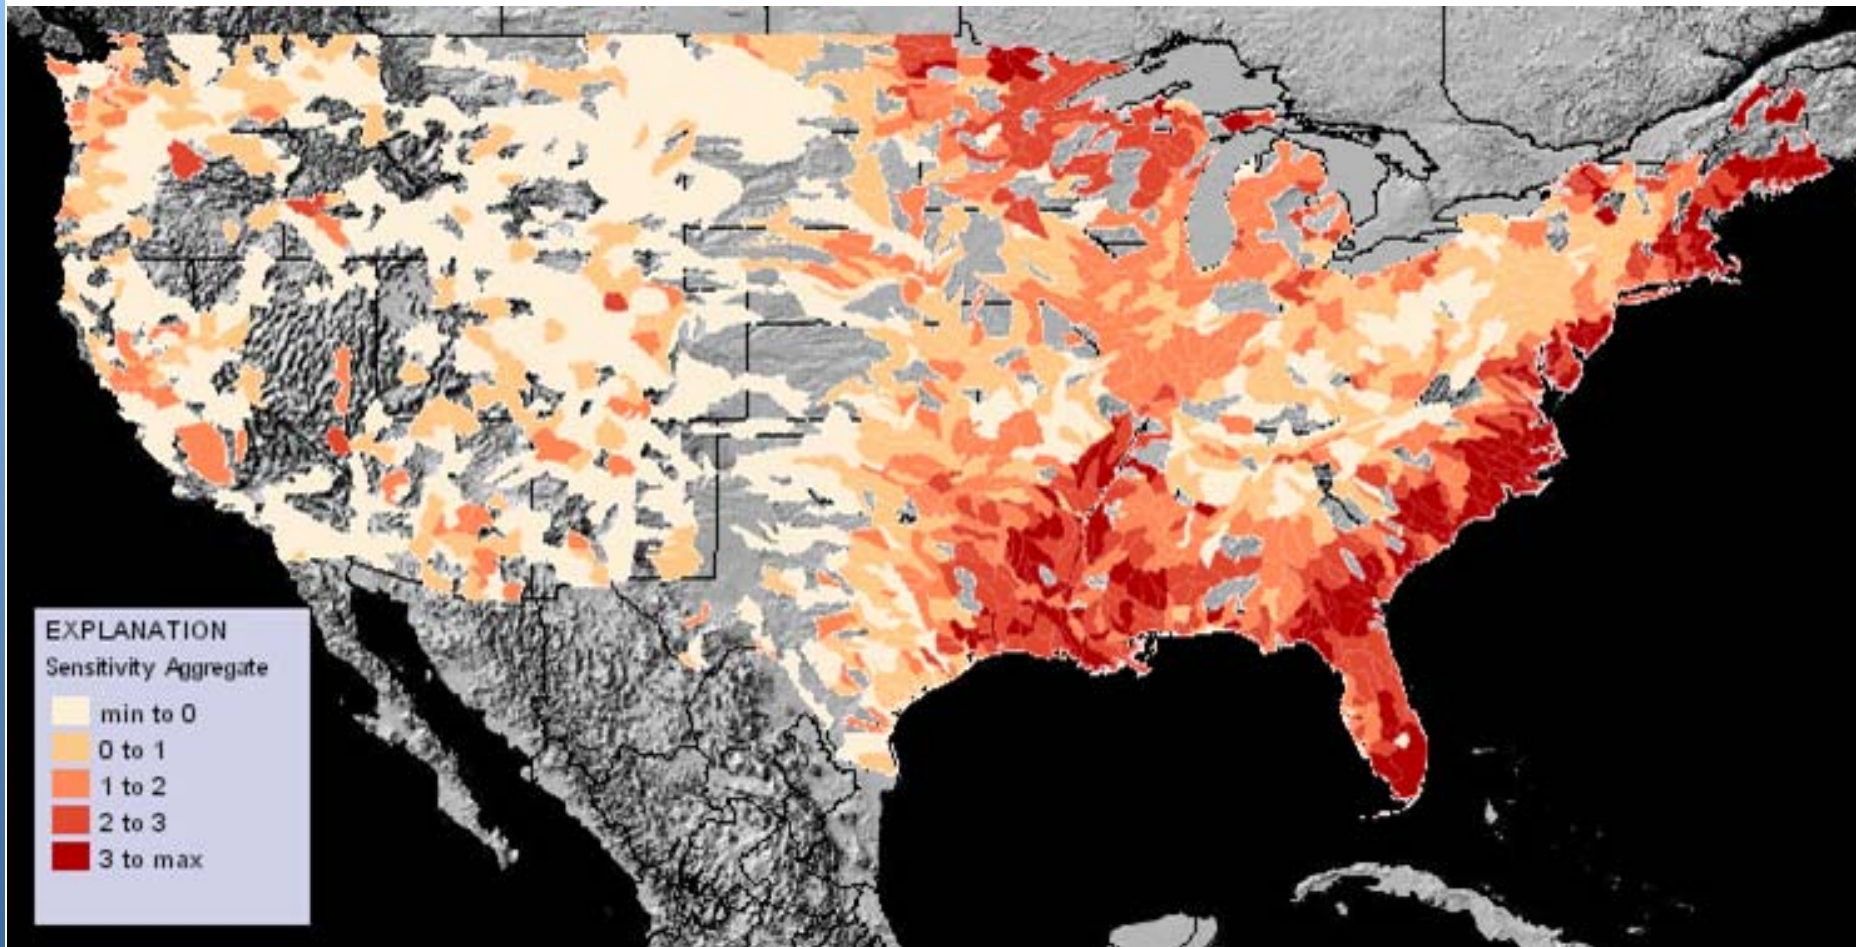 EXPLANATION
Sensitivity Aggregate
min to 0
0 to 1
1 to 2
2 to 3
3 to max